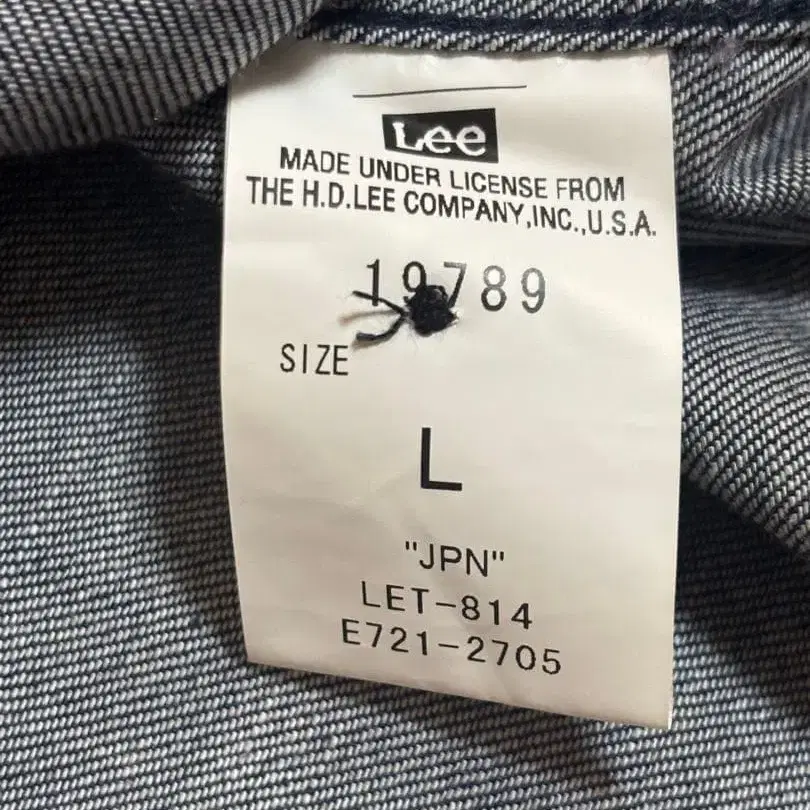 Lee
MADE UNDER LICENSE FROM
THE H.D.LEE COMPANY,INC.,U.S.A.
19789
SIZE
L
"JPN"
LET-814
E721-2705